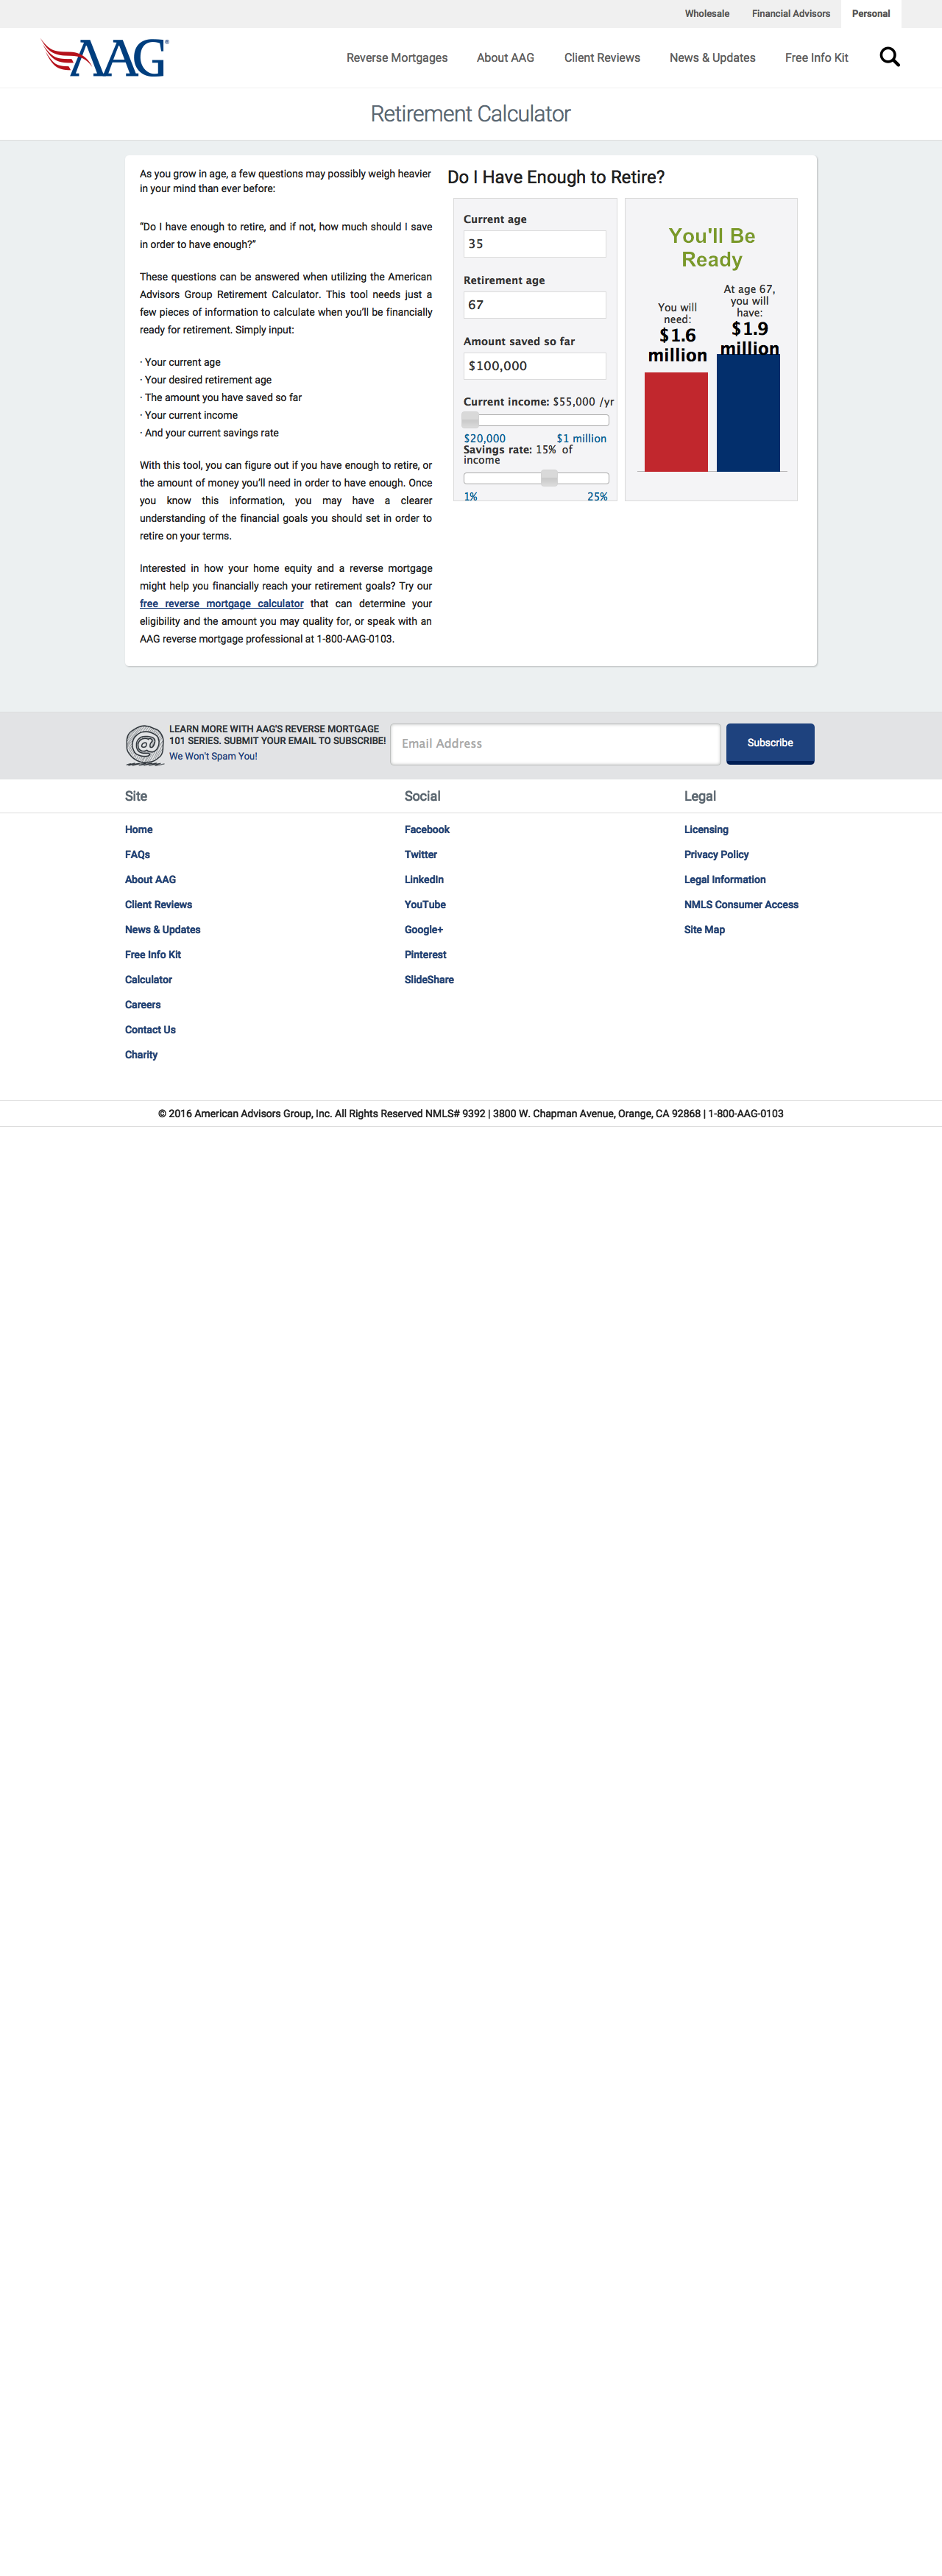 Wholesale Financial Advisors Personal
AAG®
Reverse Mortgages About AAG Client Reviews News & Updates Free Info Kit
Retirement Calculator
As you grow in age, a few questions may possibly weigh heavier
in your mind than ever before:
“Do I have enough to retire, and if not, how much should I save
in order to have enough?”
These questions can be answered when utilizing the American
Advisors Group Retirement Calculator. This tool needs just a
few pieces of information to calculate when you’ll be financially
ready for retirement. Simply input:
· Your current age
· Your desired retirement age
· The amount you have saved so far
· Your current income
· And your current savings rate
With this tool, you can figure out if you have enough to retire, or
the amount of money you’ll need in order to have enough. Once
you know this information, you may have a clearer
understanding of the financial goals you should set in order to
retire on your terms.
Interested in how your home equity and a reverse mortgage
might help you financially reach your retirement goals? Try our
free reverse mortgage calculator that can determine your
eligibility and the amount you may qualify for, or speak with an
AAG reverse mortgage professional at 1-800-AAG-0103.
Do I Have Enough to Retire?
Current age
35
Retirement age
67
Amount saved so far
$100,000
Current income: $55,000 /yr
$20,000 $1 million
Savings rate: 15% of
income
1% 25%
You'll Be
Ready
You will
need:
$1.6
million
At age 67,
you will
have:
$1.9
million
LEARN MORE WITH AAG'S REVERSE MORTGAGE
101 SERIES. SUBMIT YOUR EMAIL TO SUBSCRIBE!
We Won't Spam You!
Email Address
Subscribe
Site
Home
FAQs
About AAG
Client Reviews
News & Updates
Free Info Kit
Calculator
Careers
Contact Us
Charity
Social
Facebook
Twitter
LinkedIn
YouTube
Google+
Pinterest
SlideShare
Legal
Licensing
Privacy Policy
Legal Information
NMLS Consumer Access
Site Map
© 2016 American Advisors Group, Inc. All Rights Reserved NMLS# 9392 | 3800 W. Chapman Avenue, Orange, CA 92868 | 1-800-AAG-0103